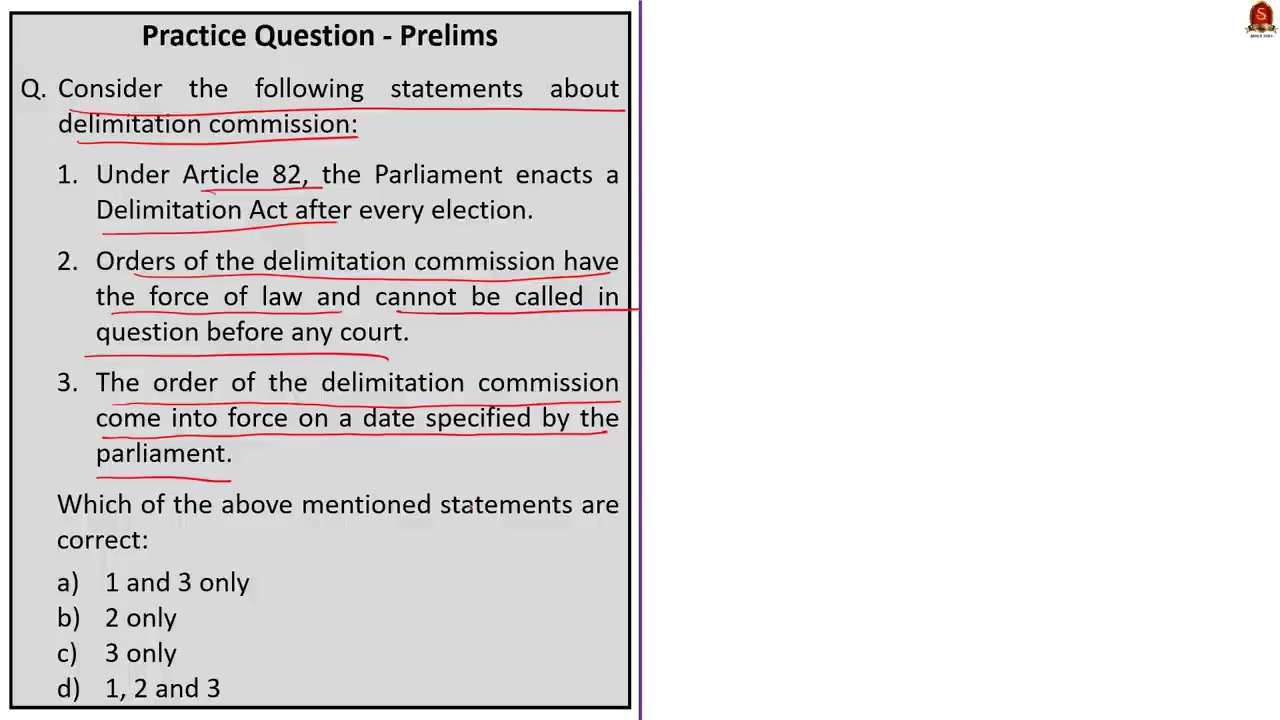 Practice Question - Prelims
Q. Consider the following statements about
delimitation commission:
1. Under Article 82, the Parliament enacts a
Delimitation Act after every election.
2. Orders of the delimitation commission have
the force of law and cannot be called in
question before any court.
3. The order of the delimitation commission
come into force on a date specified by the
parliament.
Which of the above mentioned statements are
correct:
a) 1 and 3 only
b) 2 only
c) 3 only
d) 1, 2 and 3
S